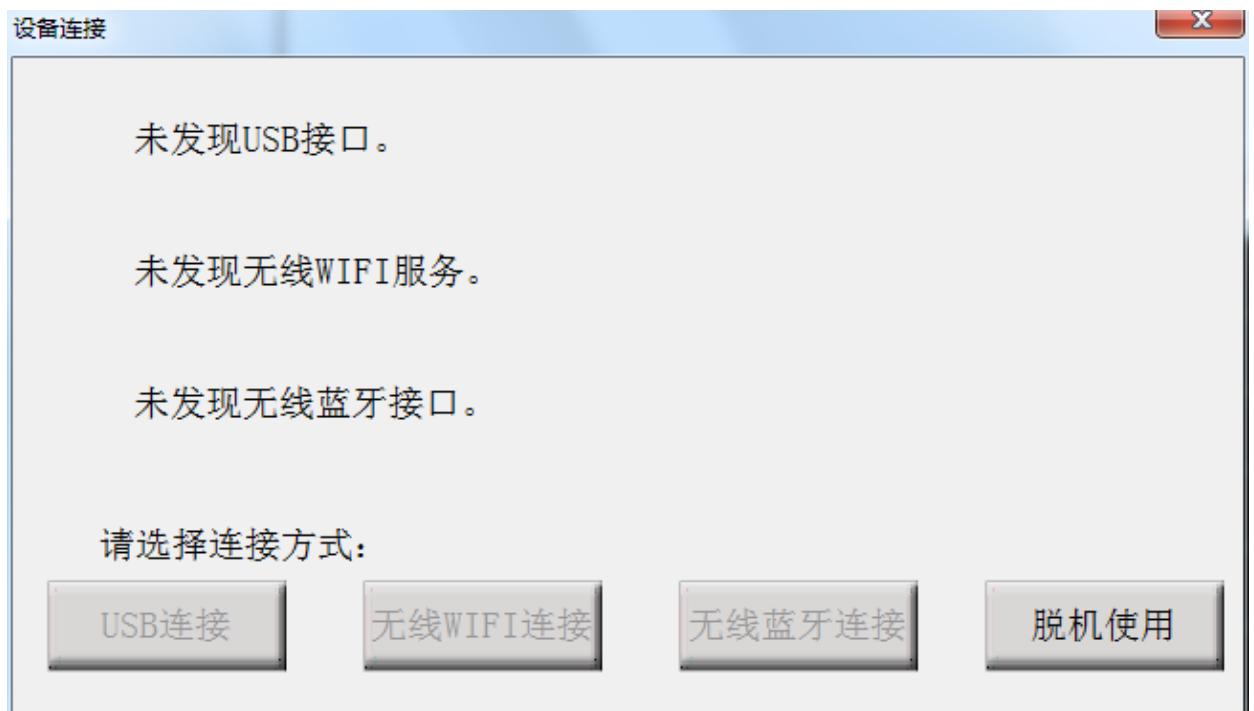 设备连接
未发现USB接口。
未发现无线WIFI服务。
未发现无线蓝牙接口。
请选择连接方式：
USB连接 无线WIFI连接 无线蓝牙连接 脱机使用